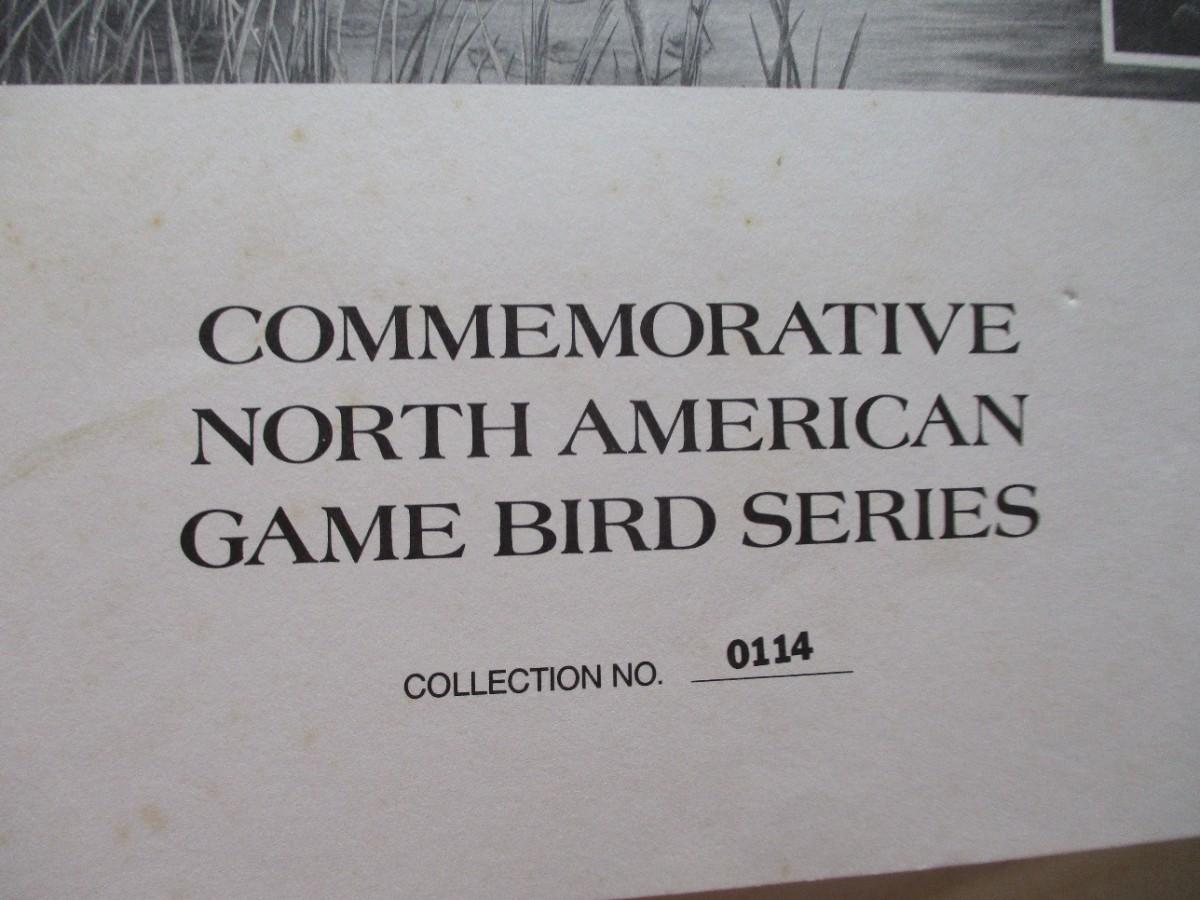 COMMEMORATIVE
NORTH AMERICAN
GAME BIRD SERIES
COLLECTION NO. 0114